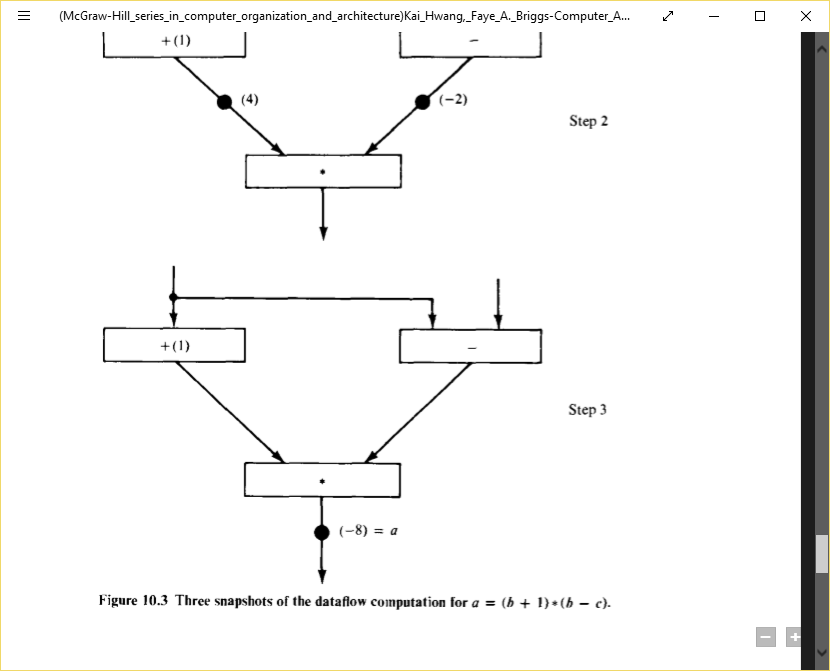 (McGraw-Hill_series_in_computer_organization_and_architecture)Kai_Hwang,_Faye_A._Briggs-Computer_A...
+(1) −
(4) (−2)
Step 2
*
+(1) −
Step 3
*
(−8) = a
Figure 10.3 Three snapshots of the dataflow computation for a = (b + 1)*(b − c).